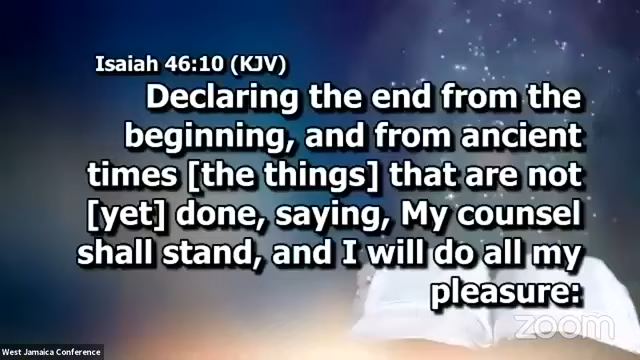 Isaiah 46:10 (KJV)
Declaring the end from the
beginning, and from ancient
times [the things] that are not
[yet] done, saying, My counsel
shall stand, and I will do all my
pleasure:
zoom
West Jamaica Conference